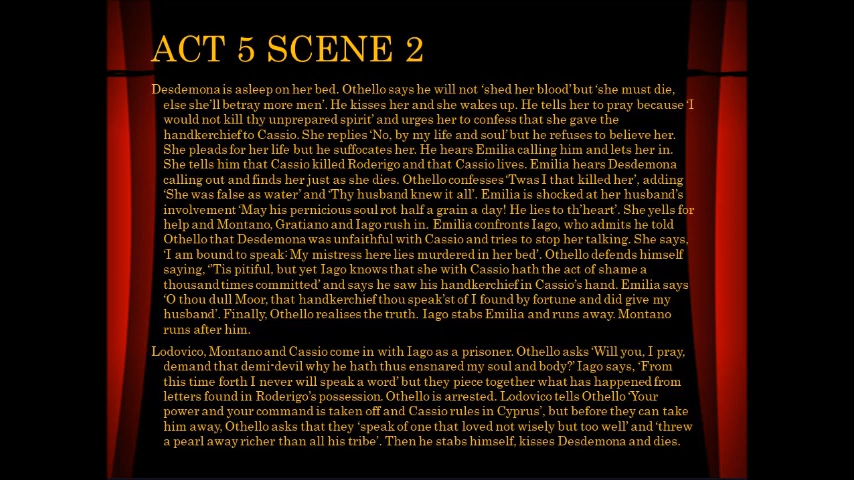 ACT 5 SCENE 2
Desdemona is asleep on her bed. Othello says he will not ‘shed her blood’ but ‘she must die,
else she’ll betray more men’. He kisses her and she wakes up. He tells her to pray because ‘I
would not kill thy unprepared spirit’ and urges her to confess that she gave the
handkerchief to Cassio. She replies ‘No, by my life and soul’ but he refuses to believe her.
She pleads for her life but he suffocates her. He hears Emilia calling him and lets her in.
She tells him that Cassio killed Roderigo and that Cassio lives. Emilia hears Desdemona
calling out and finds her just as she dies. Othello confesses ‘Twas I that killed her’, adding
‘She was false as water’ and ‘Thy husband knew it all’. Emilia is shocked at her husband’s
involvement ‘May his pernicious soul rot half a grain a day! He lies to th’heart’. She yells for
help and Montano, Gratiano and Iago rush in. Emilia confronts Iago, who admits he told
Othello that Desdemona was unfaithful with Cassio and tries to stop her talking. She says,
‘I am bound to speak: My mistress here lies murdered in her bed’. Othello defends himself
saying, ‘’Tis pitiful, but yet Iago knows that she with Cassio hath the act of shame a
thousand times committed’ and says he saw his handkerchief in Cassio’s hand. Emilia says
‘O thou dull Moor, that handkerchief thou speak’st of I found by fortune and did give my
husband’. Finally, Othello realises the truth. Iago stabs Emilia and runs away. Montano
runs after him.
Lodovico, Montano and Cassio come in with Iago as a prisoner. Othello asks ‘Will you, I pray,
demand that demi-devil why he hath thus ensnared my soul and body?’ Iago says, ‘From
this time forth I never will speak a word’ but they piece together what has happened from
letters found in Roderigo’s possession. Othello is arrested. Lodovico tells Othello ‘Your
power and your command is taken off and Cassio rules in Cyprus’, but before they can take
him away, Othello asks that they ‘speak of one that loved not wisely but too well’ and ‘threw
a pearl away richer than all his tribe’. Then he stabs himself, kisses Desdemona and dies.